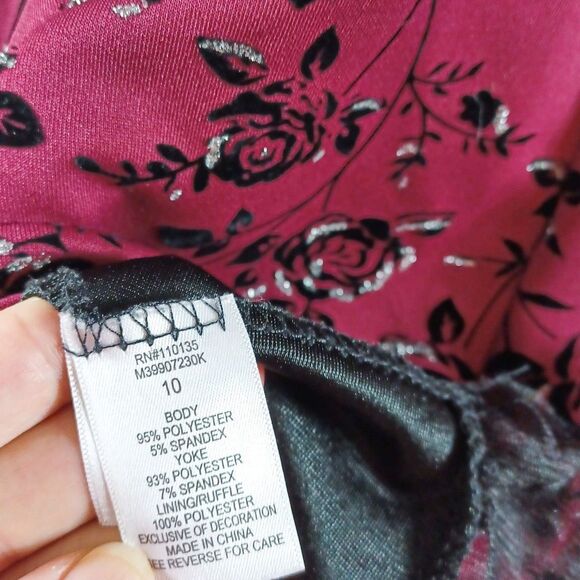 RN#110135
M39907230K
10
BODY
95% POLYESTER
5% SPANDEX
YOKE
93% POLYESTER
7% SPANDEX
LINING/RUFFLE
100% POLYESTER
EXCLUSIVE OF DECORATION
MADE IN CHINA
SEE REVERSE FOR CARE